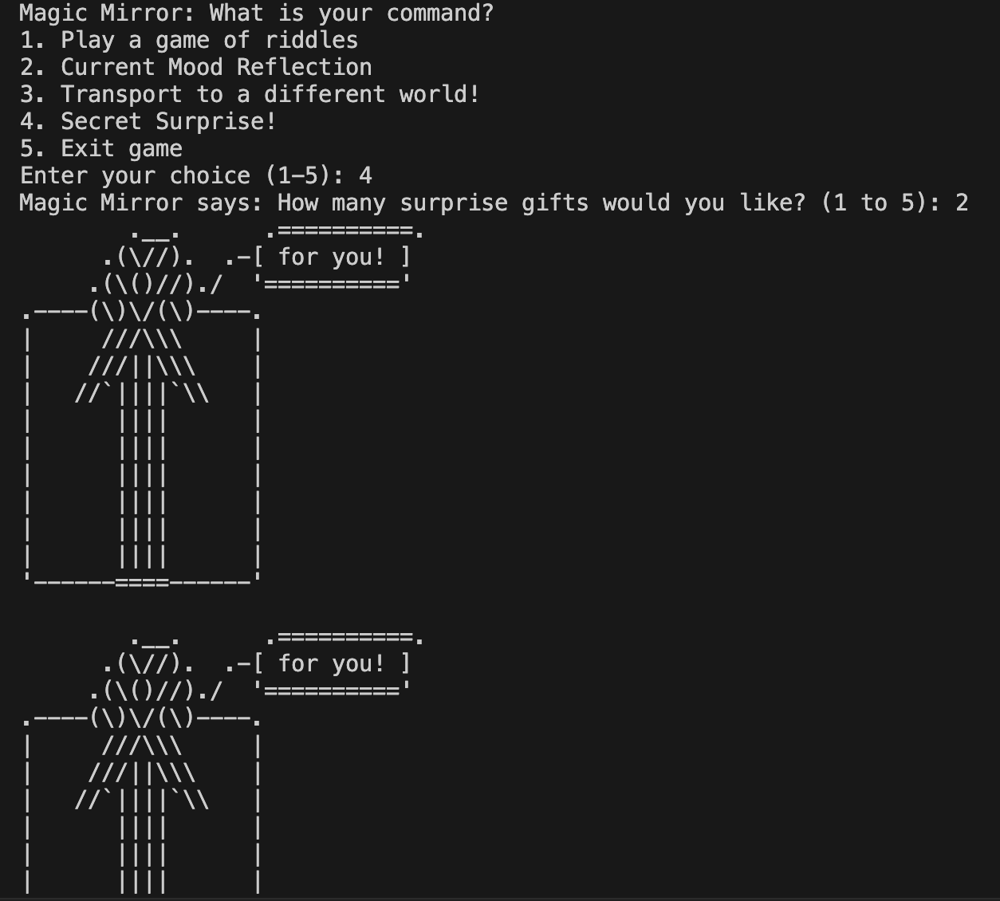 Magic Mirror: What is your command?
1. Play a game of riddles
2. Current Mood Reflection
3. Transport to a different world!
4. Secret Surprise!
5. Exit game
Enter your choice (1-5): 4
Magic Mirror says: How many surprise gifts would you like? (1 to 5): 2
        .__.      .==========.
      .(\//).  .-[ for you! ]
     .(\()//)./  '=========='
.----(\)\/(\)----.
|     ///\\\     |
|    ///||\\\    |
|   //`||||`\\   |
|      ||||      |
|      ||||      |
|      ||||      |
|      ||||      |
|      ||||      |
|      ||||      |
'------====------'

        .__.      .==========.
      .(\//).  .-[ for you! ]
     .(\()//)./  '=========='
.----(\)\/(\)----.
|     ///\\\     |
|    ///||\\\    |
|   //`||||`\\   |
|      ||||      |
|      ||||      |
|      ||||      |